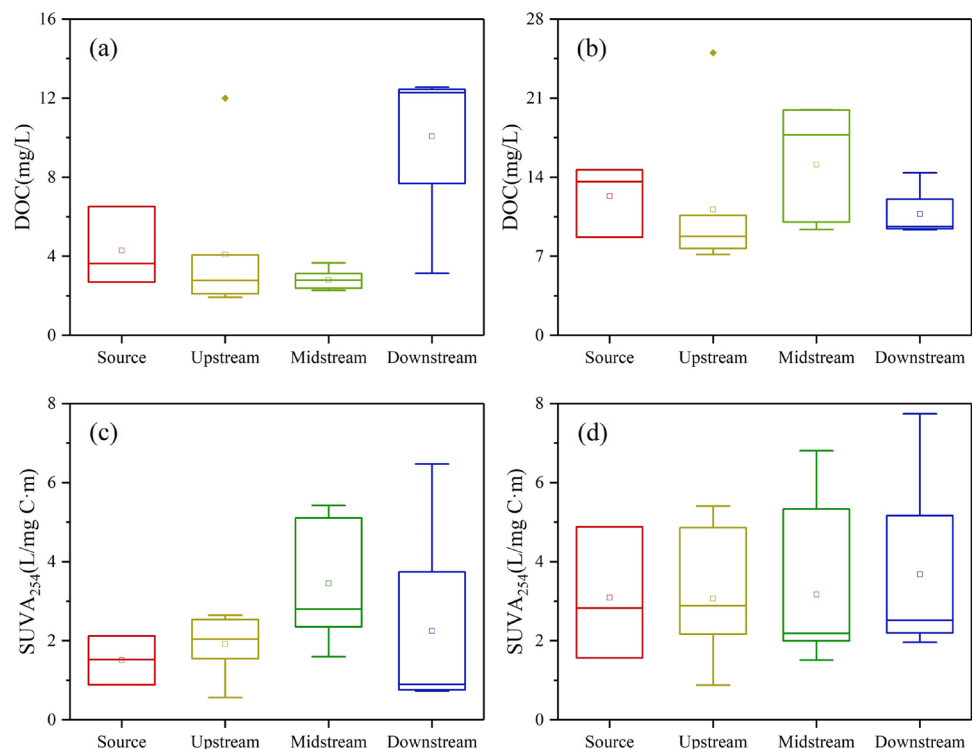 (a)
DOC(mg/L)
16
12
8
4
0
Source Upstream Midstream Downstream
(b)
DOC(mg/L)
28
21
14
7
0
Source Upstream Midstream Downstream
(c)
SUVA254(L/mg C·m)
8
6
4
2
0
Source Upstream Midstream Downstream
(d)
SUVA254(L/mg C·m)
8
6
4
2
0
Source Upstream Midstream Downstream